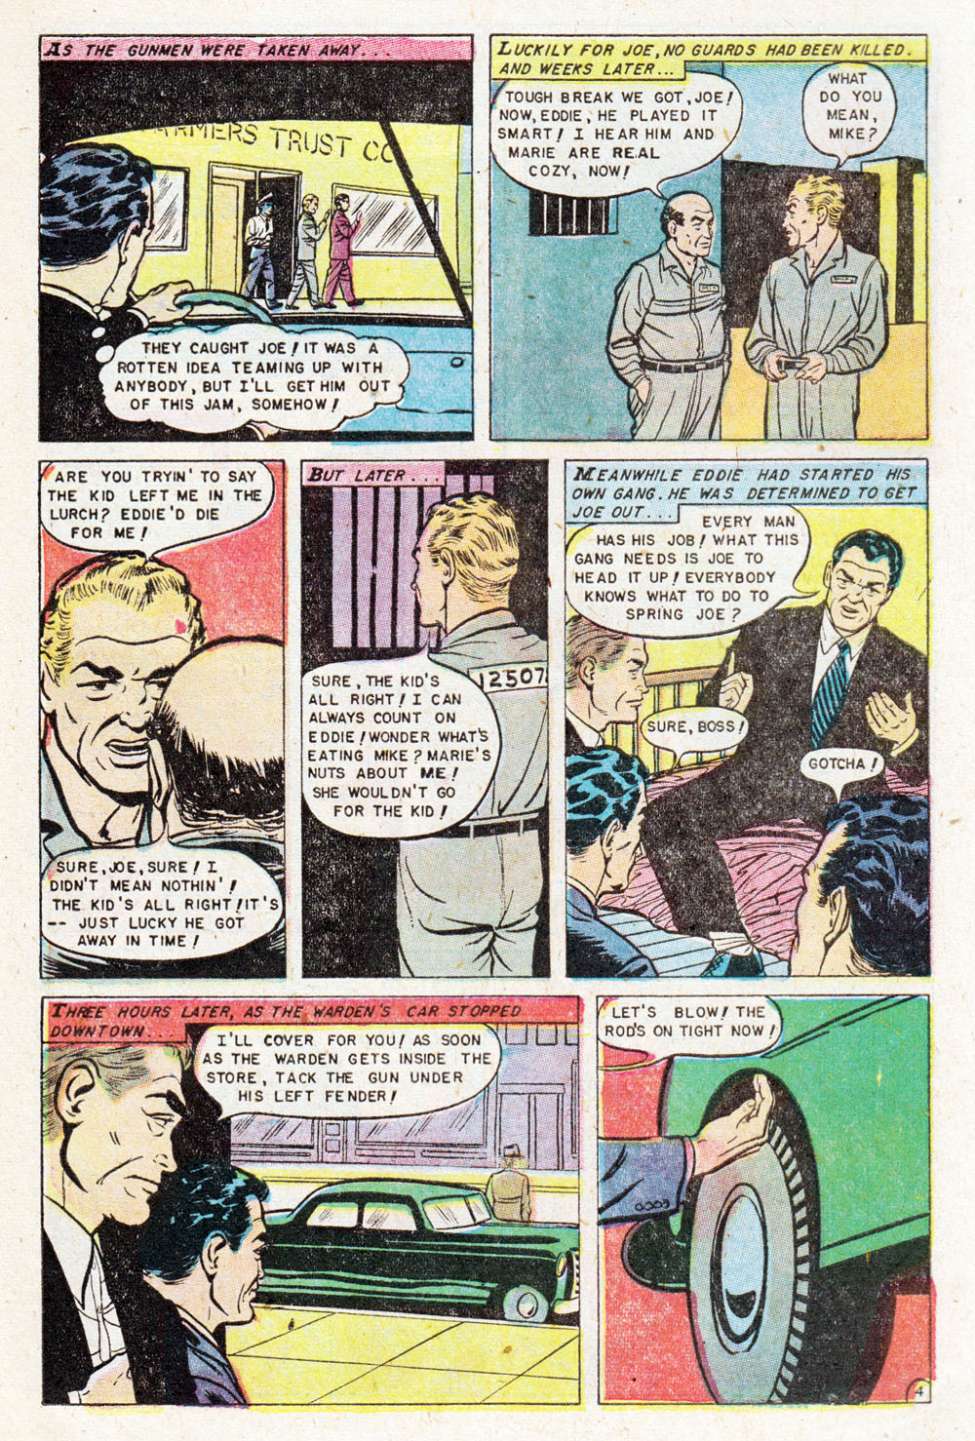 AS THE GUNMEN WERE TAKEN AWAY...
ARMERS TRUST CO
THEY CAUGHT JOE! IT WAS A
ROTTEN IDEA TEAMING UP WITH
ANYBODY, BUT I'LL GET HIM OUT
OF THIS JAM, SOMEHOW!
LUCKILY FOR JOE, NO GUARDS HAD BEEN KILLED.
AND WEEKS LATER...
TOUGH BREAK WE GOT, JOE!
NOW, EDDIE, HE PLAYED IT
SMART! I HEAR HIM AND
MARIE ARE REAL
COZY, NOW!
WHAT
DO YOU
MEAN,
MIKE?
ARE YOU TRYIN' TO SAY
THE KID LEFT ME IN THE
LURCH? EDDIE'D DIE
FOR ME!
SURE, JOE, SURE! I
DIDN'T MEAN NOTHIN'!
THE KID'S ALL RIGHT! IT'S
-- JUST LUCKY HE GOT
AWAY IN TIME!
BUT LATER...
12507
SURE, THE KID'S
ALL RIGHT! I CAN
ALWAYS COUNT ON
EDDIE! WONDER WHAT'S
EATING MIKE? MARIE'S
NUTS ABOUT ME!
SHE WOULDN'T GO
FOR THE KID!
MEANWHILE EDDIE HAD STARTED HIS
OWN GANG. HE WAS DETERMINED TO GET
JOE OUT...
EVERY MAN
HAS HIS JOB! WHAT THIS
GANG NEEDS IS JOE TO
HEAD IT UP! EVERYBODY
KNOWS WHAT TO DO TO
SPRING JOE?
SURE, BOSS!
GOTCHA!
THREE HOURS LATER, AS THE WARDEN'S CAR STOPPED
DOWNTOWN...
I'LL COVER FOR YOU! AS SOON
AS THE WARDEN GETS INSIDE THE
STORE, TACK THE GUN UNDER
HIS LEFT FENDER!
LET'S BLOW! THE
ROD'S ON TIGHT NOW!
4